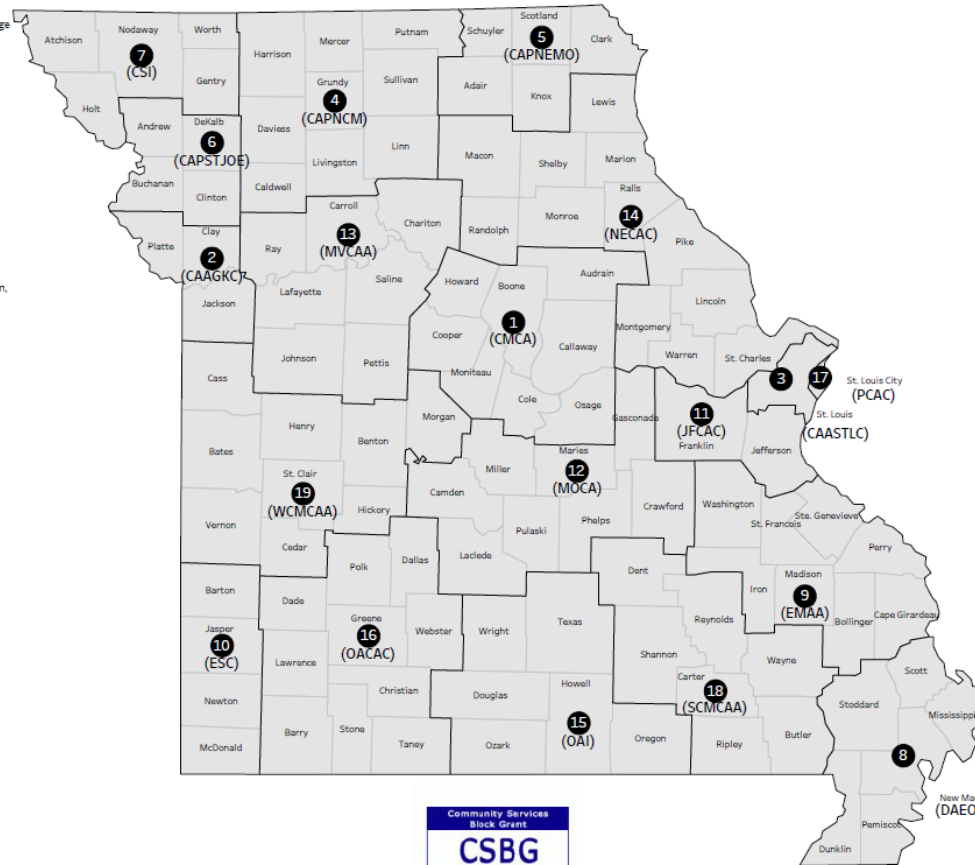 ge
Atchison
Nodaway
Worth
7
(CSI)
Gentry
Holt
Harrison
Mercer
Putnam
Grundy
4
(CAPNCM)
Sullivan
Daviess
Livingston
Linn
Caldwell
Schuyler
Scotland
5
(CAPNEMO)
Clark
Adair
Knox
Lewis
Andrew
DeKalb
6
(CAPSTJOE)
Buchanan
Clinton
Macon
Shelby
Marion
Ralls
14
(NECAC)
Randolph
Monroe
Pike
Lincoln
Montgomery
Warren
St. Charles
Platte
Clay
2
(CAAGKC)
Jackson
n,
Ray
Carroll
13
(MVCAA)
Chariton
Lafayette
Saline
Johnson
Pettis
Howard
Boone
Audrain
1
(CMCA)
Cooper
Callaway
Moniteau
Cole
Osage
3
17
St. Louis City
(PCAC)
St. Louis
(CAASTLC)
Gasconade
11
(JFCAC)
Franklin
Jefferson
Cass
Bates
Henry
Benton
St. Clair
19
(WCMCAA)
Hickory
Vernon
Cedar
Morgan
Camden
Miller
Maries
12
(MOCA)
Pulaski
Phelps
Crawford
Laclede
Washington
St. Francois
Ste. Genevieve
Perry
Iron
Madison
9
(EMAA)
Bollinger
Cape Girardeau
Barton
Jasper
10
(ESC)
Newton
McDonald
Polk
Dallas
Dade
Greene
16
(OACAC)
Webster
Lawrence
Christian
Barry
Stone
Taney
Wright
Texas
Douglas
Howell
15
(OAI)
Ozark
Oregon
Dent
Reynolds
Shannon
Wayne
Carter
18
(SCMCAA)
Ripley
Butler
Scott
Stoddard
Mississippi
8
New Mad
(DAEO
Pemiscot
Dunklin
Community Services
Block Grant
CSBG